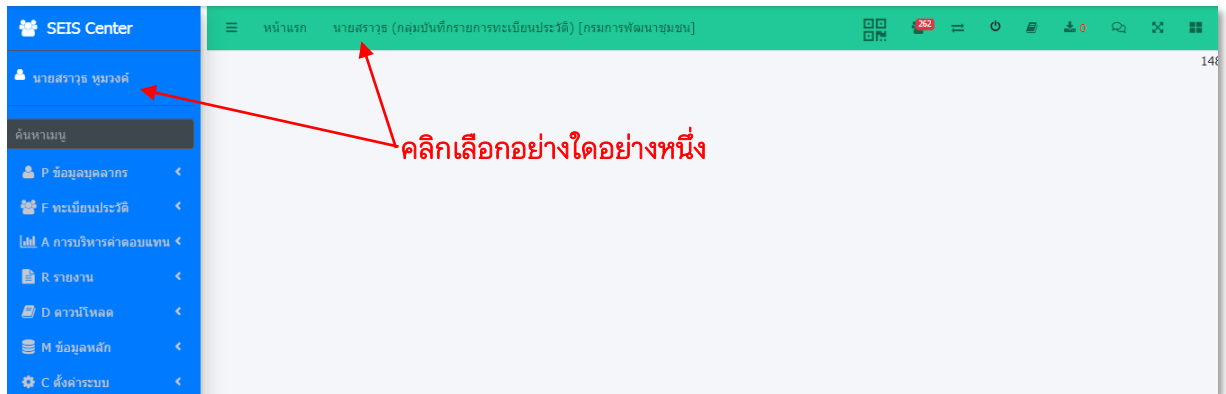 SEIS Center
หน้าแรก นายสราวุธ (กลุ่มบันทึกรายการทะเบียนประวัติ) [กรมการพัฒนาชุมชน] 262 0
148
นายสราวุธ ทูมวงศ์
คลิกเลือกอย่างใดอย่างหนึ่ง
ค้นหาเมนู
P ข้อมูลบุคลากร
F ทะเบียนประวัติ
A การบริหารค่าตอบแทน
R รายงาน
D ดาวน์โหลด
M ข้อมูลหลัก
C ตั้งค่าระบบ